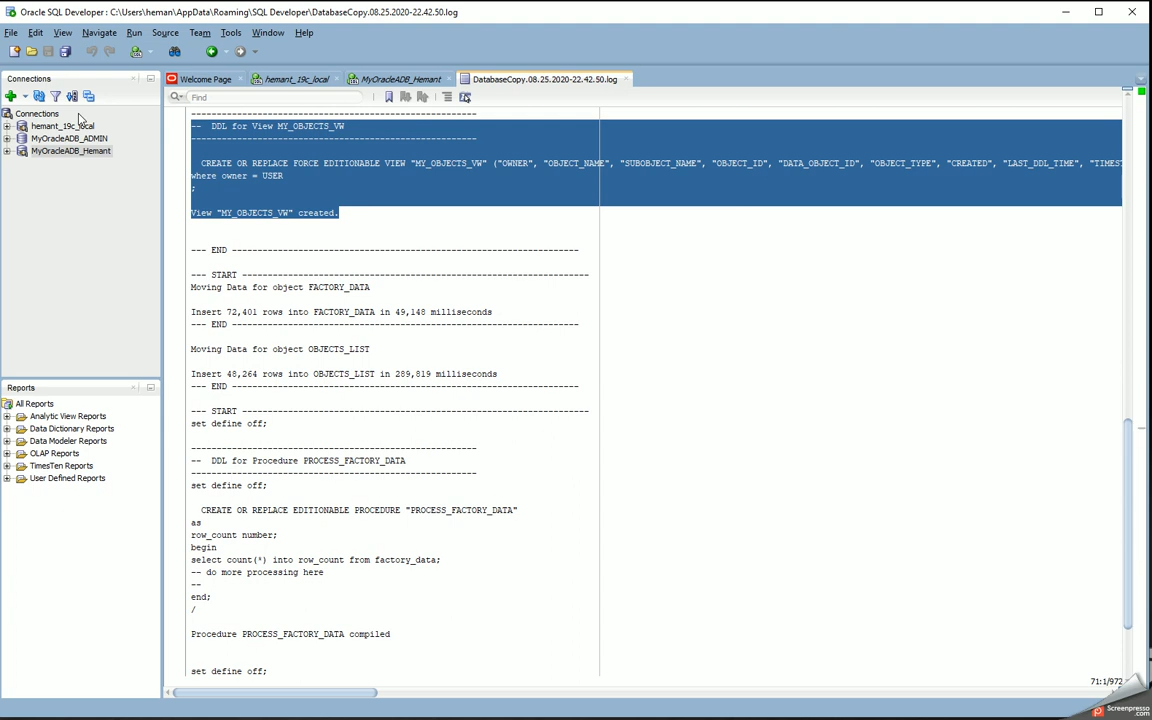 Oracle SQL Developer : C:\Users\heman\AppData\Roaming\SQL Developer\DatabaseCopy.08.25.2020-22.42.50.log
File Edit View Navigate Run Source Team Tools Window Help
Connections
Connections
hemant_19c_local
MyOracleADB_ADMIN
MyOracleADB_Hemant
Reports
All Reports
Analytic View Reports
Data Dictionary Reports
Data Modeler Reports
OLAP Reports
TimesTen Reports
User Defined Reports
Welcome Page hemant_19c_local MyOracleADB_Hemant DatabaseCopy.08.25.2020-22.42.50.log
Find
---------------------------------------------------------
-- DDL for View MY_OBJECTS_VW
---------------------------------------------------------
CREATE OR REPLACE FORCE EDITIONABLE VIEW "MY_OBJECTS_VW" ("OWNER", "OBJECT_NAME", "SUBOBJECT_NAME", "OBJECT_ID", "DATA_OBJECT_ID", "OBJECT_TYPE", "CREATED", "LAST_DDL_TIME", "TIMEST
where owner = USER
;
View "MY_OBJECTS_VW" created.
--- END --------------------------------------------------------------------
--- START --------------------------------------------------------------------
Moving Data for object FACTORY_DATA
Insert 72,401 rows into FACTORY_DATA in 49,148 milliseconds
--- END --------------------------------------------------------------------
Moving Data for object OBJECTS_LIST
Insert 48,264 rows into OBJECTS_LIST in 289,819 milliseconds
--- END --------------------------------------------------------------------
--- START --------------------------------------------------------------------
set define off;
---------------------------------------------------------
-- DDL for Procedure PROCESS_FACTORY_DATA
---------------------------------------------------------
set define off;
CREATE OR REPLACE EDITIONABLE PROCEDURE "PROCESS_FACTORY_DATA"
as
row_count number;
begin
select count(*) into row_count from factory_data;
-- do more processing here
--
end;
/
Procedure PROCESS_FACTORY_DATA compiled
set define off;
71:1/972
Screenpresso
.com